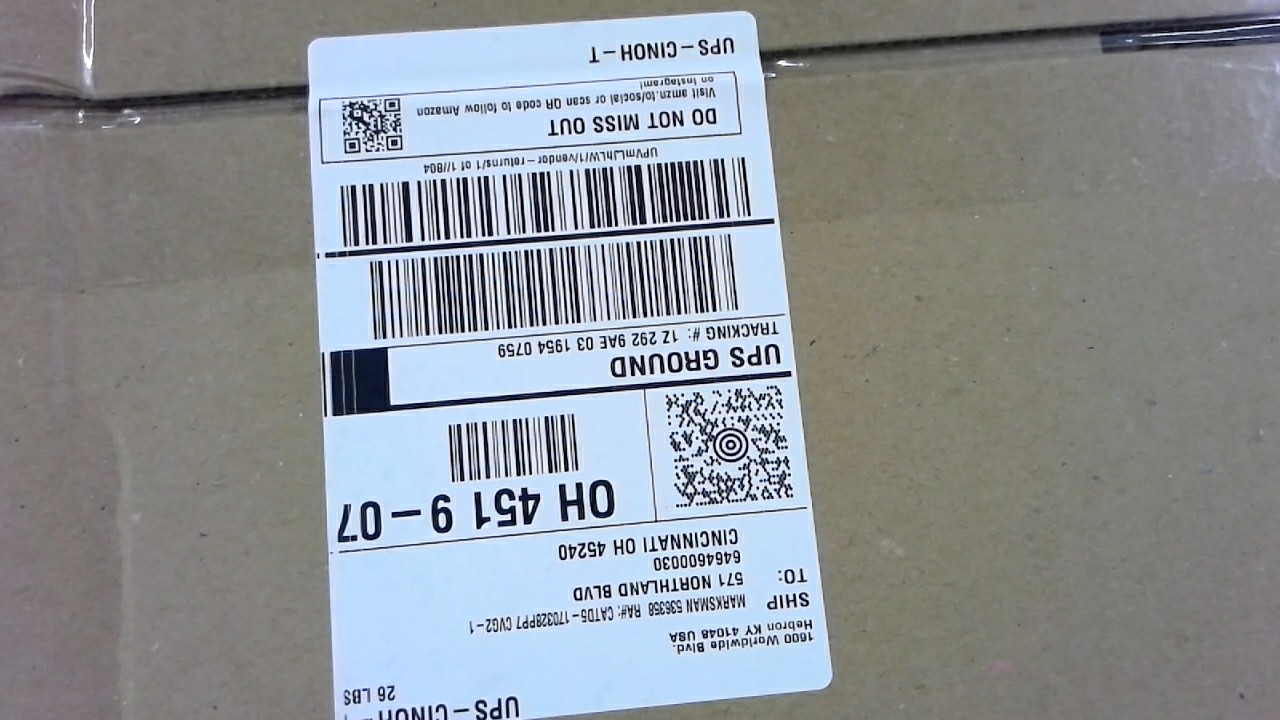 UPS-CINOH-
26 LBS
1600 Worldwide Blvd.
Hebron KY 41048 USA
SHIP TO:
MARKSMAN 536358 RA#: CATD5-170328PP7 CVG2-1
571 NORTHLAND BLVD
6464600030
CINCINNATI OH 45240
OH 451 9-07
UPS GROUND
TRACKING #: 1Z 292 9AE 03 1954 0759
UPVmLJhLW/1/vendor-returns/1 of 1//804
DO NOT MISS OUT
Visit amzn.to/social or scan QR code to follow Amazon
on Instagram!
UPS-CINOH-T